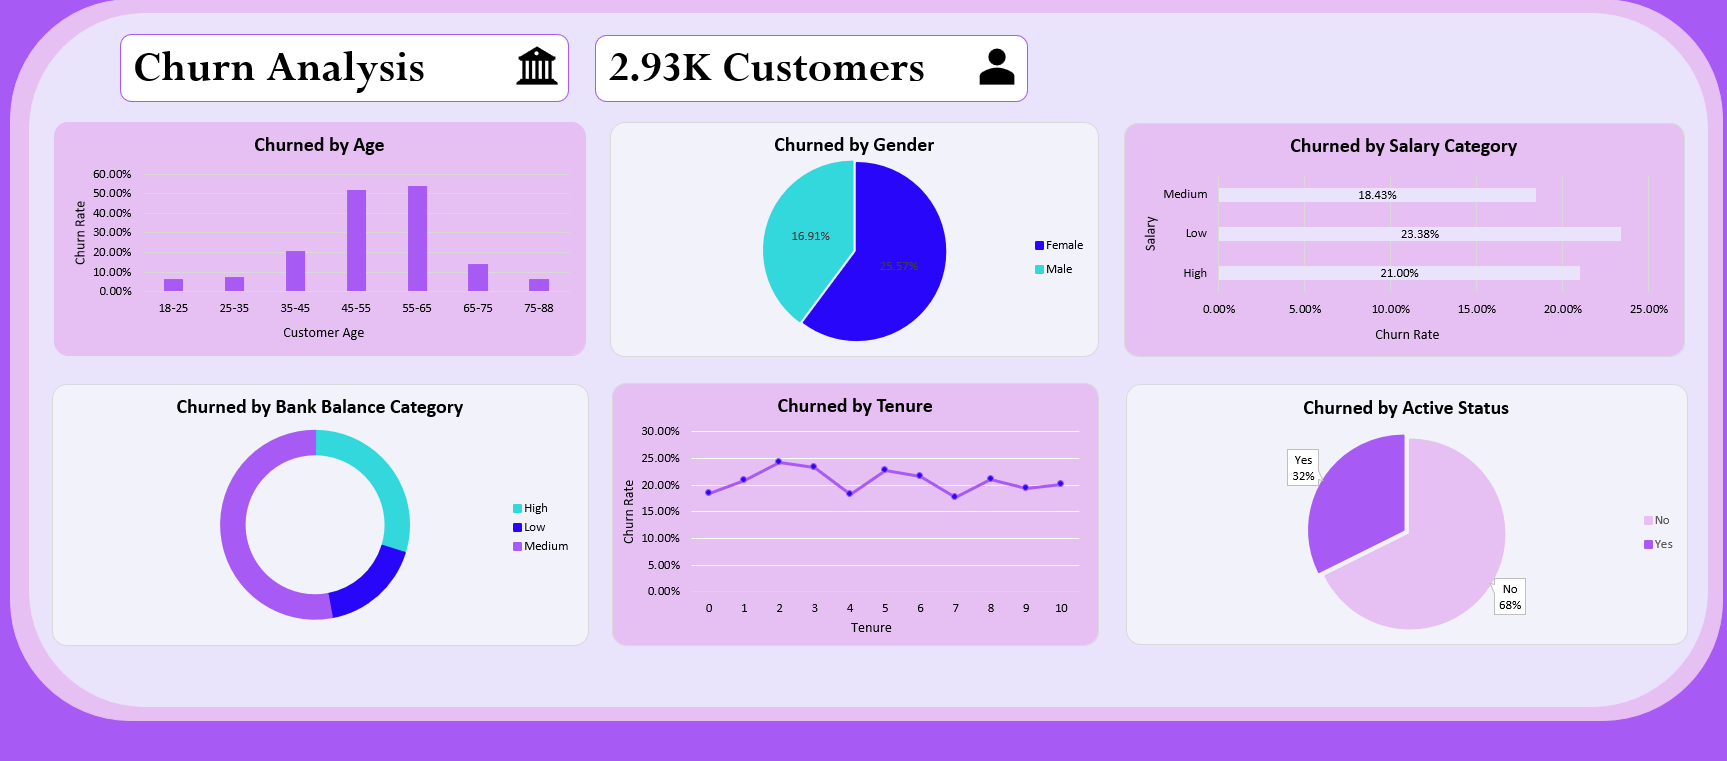 Churn Analysis
2.93K Customers
Churned by Age
60.00%
50.00%
40.00%
30.00%
20.00%
10.00%
0.00%
Churn Rate
18-25 25-35 35-45 45-55 55-65 65-75 75-88
Customer Age
Churned by Gender
16.91%
25.57%
Female
Male
Churned by Salary Category
Salary
Medium 18.43%
Low 23.38%
High 21.00%
0.00% 5.00% 10.00% 15.00% 20.00% 25.00%
Churn Rate
Churned by Bank Balance Category
High
Low
Medium
Churned by Tenure
30.00%
25.00%
20.00%
15.00%
10.00%
5.00%
0.00%
Churn Rate
0 1 2 3 4 5 6 7 8 9 10
Tenure
Churned by Active Status
Yes
32%
No
68%
No
Yes